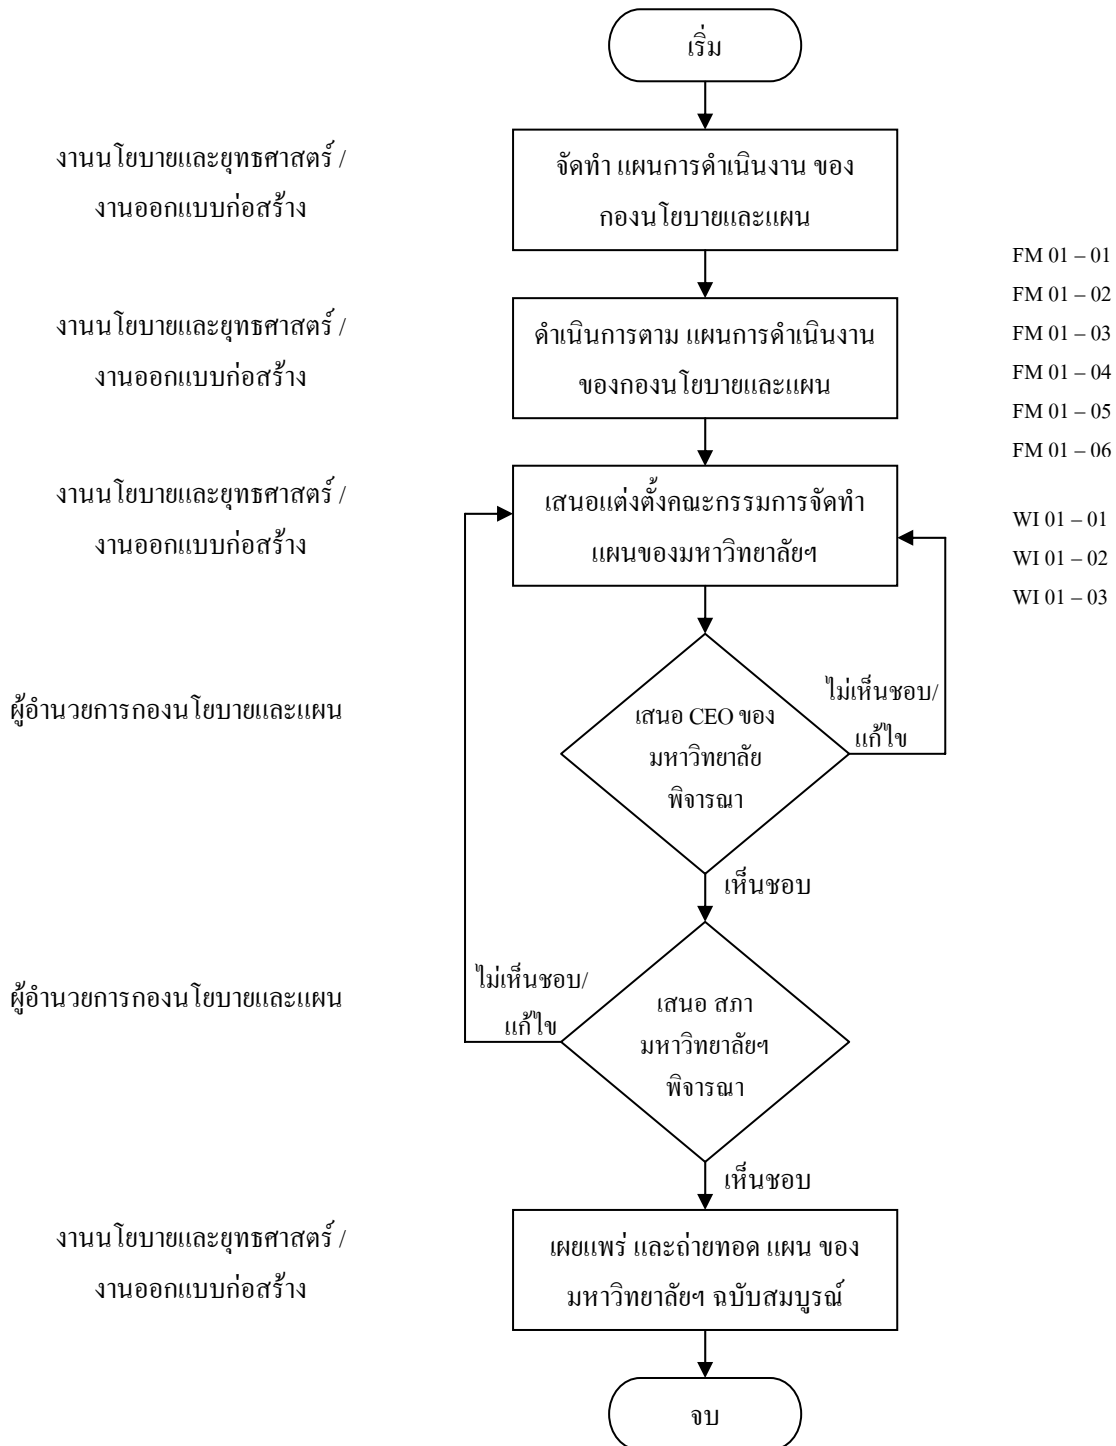 เริ่ม
งานนโยบายและยุทธศาสตร์ /
งานออกแบบก่อสร้าง
จัดทำ แผนการดำเนินงาน ของ
กองนโยบายและแผน
งานนโยบายและยุทธศาสตร์ /
งานออกแบบก่อสร้าง
ดำเนินการตาม แผนการดำเนินงาน
ของกองนโยบายและแผน
FM 01 – 01
FM 01 – 02
FM 01 – 03
FM 01 – 04
FM 01 – 05
FM 01 – 06
งานนโยบายและยุทธศาสตร์ /
งานออกแบบก่อสร้าง
เสนอแต่งตั้งคณะกรรมการจัดทำ
แผนของมหาวิทยาลัยฯ
WI 01 – 01
WI 01 – 02
WI 01 – 03
ผู้อำนวยการกองนโยบายและแผน
เสนอ CEO ของ
มหาวิทยาลัย
พิจารณา
ไม่เห็นชอบ/
แก้ไข
เห็นชอบ
ผู้อำนวยการกองนโยบายและแผน
ไม่เห็นชอบ/
แก้ไข
เสนอ สภา
มหาวิทยาลัยฯ
พิจารณา
เห็นชอบ
งานนโยบายและยุทธศาสตร์ /
งานออกแบบก่อสร้าง
เผยแพร่ และถ่ายทอด แผน ของ
มหาวิทยาลัยฯ ฉบับสมบูรณ์
จบ